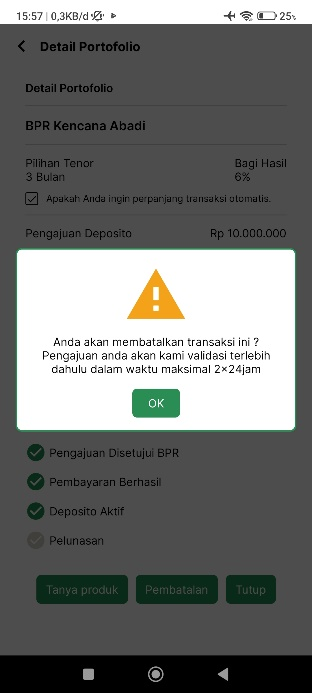 15:57 | 0,3KB/d
25%
Detail Portofolio
Detail Portofolio
BPR Kencana Abadi
Pilihan Tenor Bagi Hasil
3 Bulan 6%
Apakah Anda ingin perpanjang transaksi otomatis.
Pengajuan Deposito Rp 10.000.000
Anda akan membatalkan transaksi ini ?
Pengajuan anda akan kami validasi terlebih
dahulu dalam waktu maksimal 2x24jam
OK
Pengajuan Disetujui BPR
Pembayaran Berhasil
Deposito Aktif
Pelunasan
Tanya produk Pembatalan Tutup